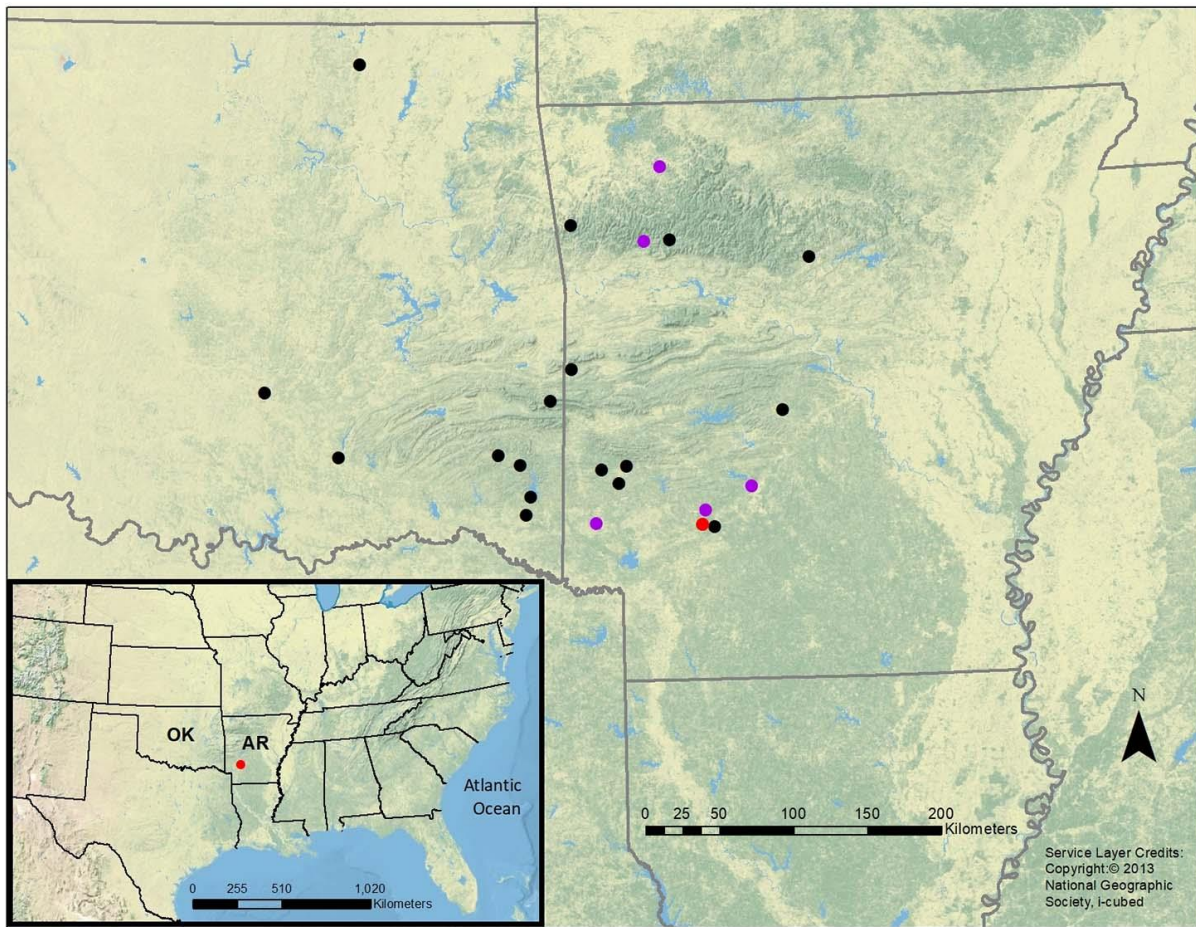 N
0 25 50 100 150 200
Kilometers
Service Layer Credits:
Copyright:© 2013
National Geographic
Society, i-cubed
OK
AR
Atlantic
Ocean
0 255 510 1,020
Kilometers